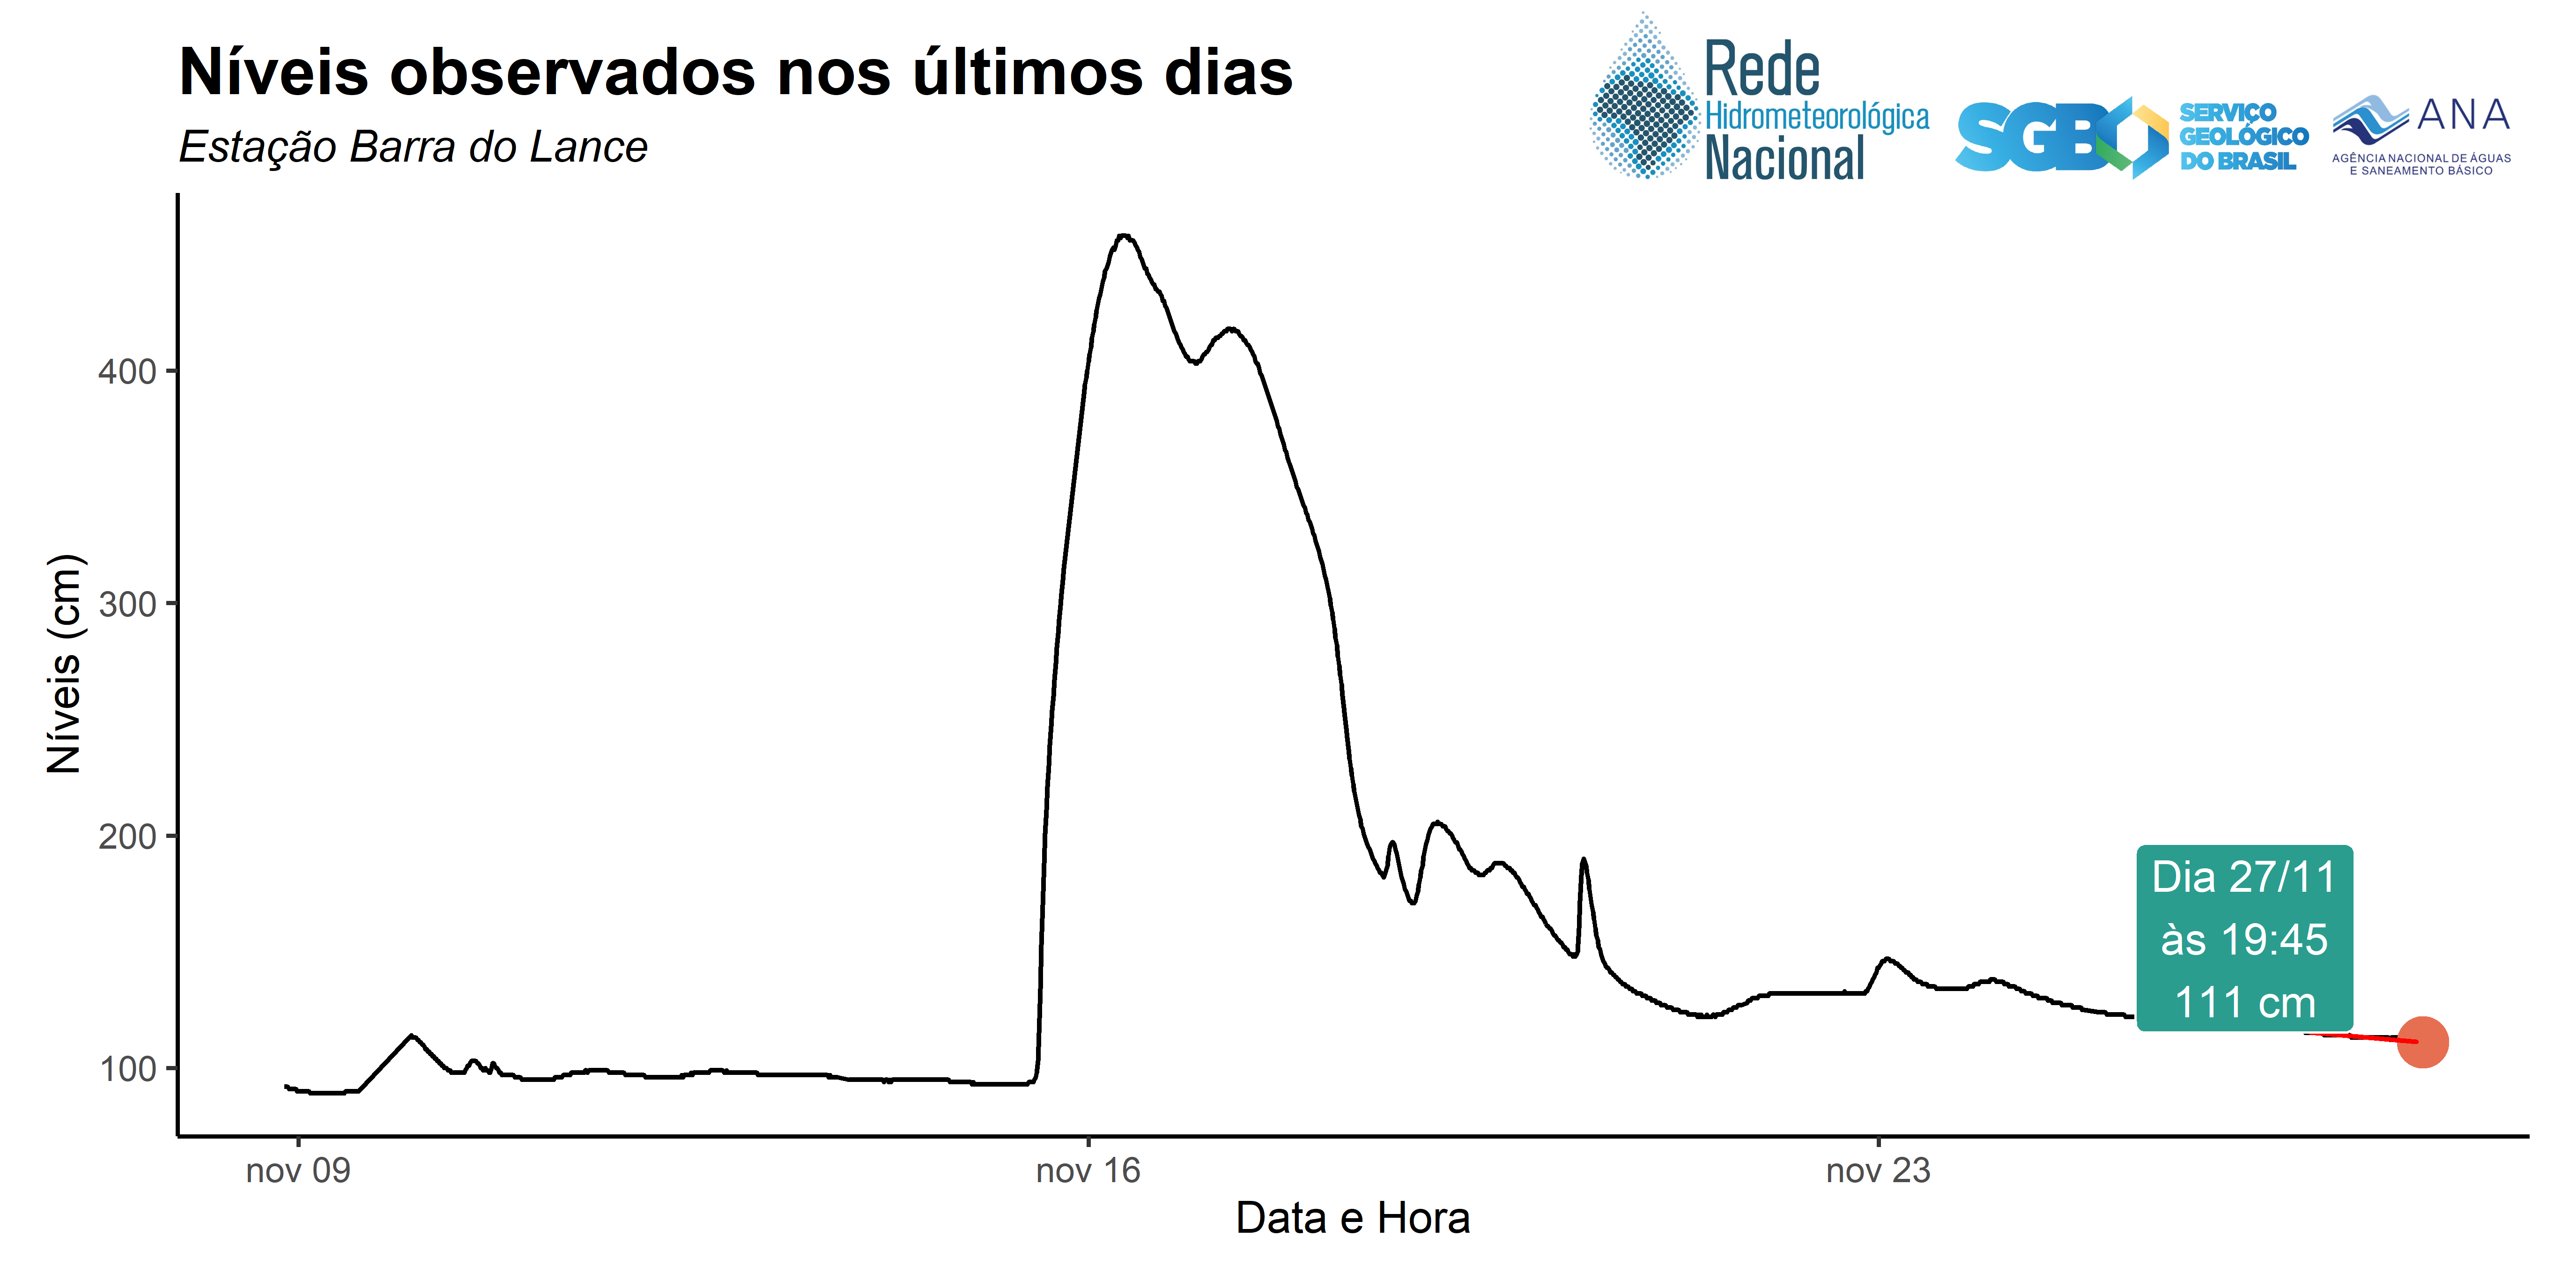 Níveis observados nos últimos dias
Estação Barra do Lance
Rede
Hidrometeorológica
Nacional
SGB
SERVIÇO
GEOLÓGICO
DO BRASIL
ANA
AGÊNCIA NACIONAL DE ÁGUAS
E SANEAMENTO BÁSICO
Níveis (cm)
400
300
200
100
Dia 27/11
às 19:45
111 cm
nov 09
nov 16
nov 23
Data e Hora